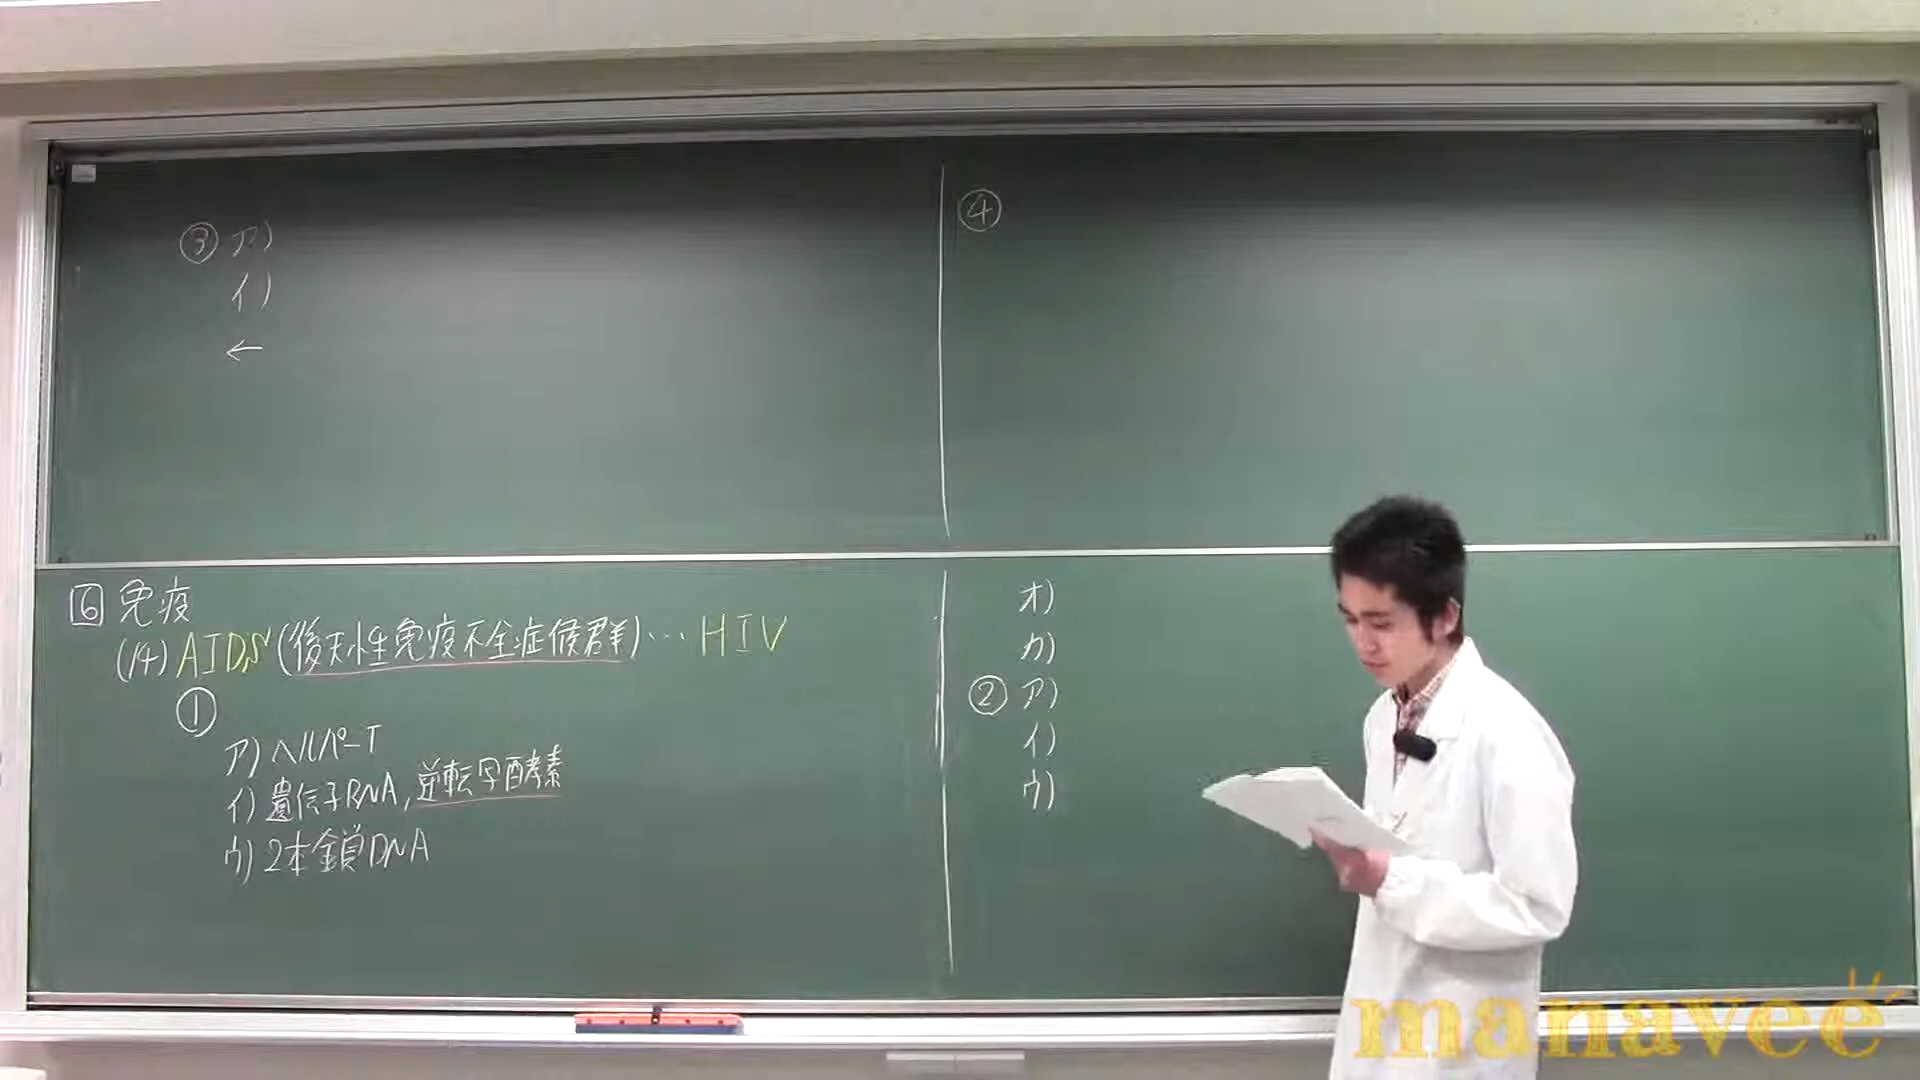 ③ ア)
イ)
←
④
6 免疫
(14) AIDS (後天性免疫不全症候群)… HIV
①
ア) ヘルパーT
イ) 遺伝子RNA, 逆転写酵素
ウ) 2本鎖DNA
オ)
カ)
② ア)
イ)
ウ)
manavee